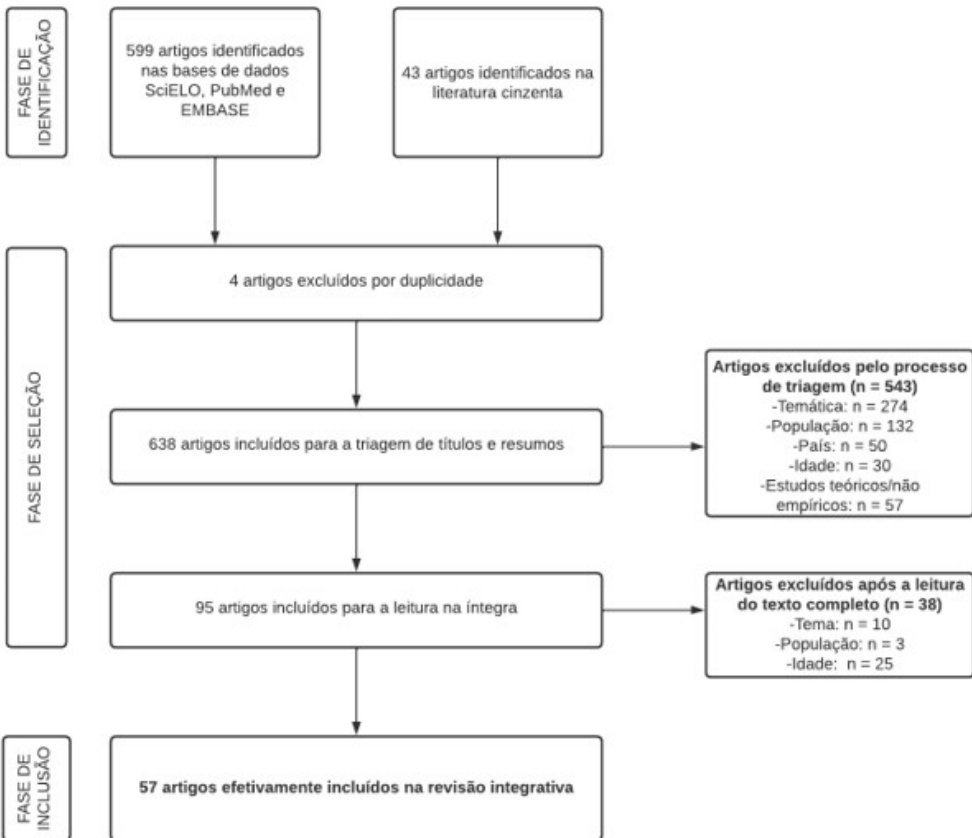 FASE DE
IDENTIFICAÇÃO
599 artigos identificados
nas bases de dados
SciELO, PubMed e
EMBASE
43 artigos identificados na
literatura cinzenta
FASE DE SELEÇÃO
4 artigos excluídos por duplicidade
638 artigos incluídos para a triagem de títulos e resumos
Artigos excluídos pelo processo
de triagem (n = 543)
-Temática: n = 274
-População: n = 132
-País: n = 50
-Idade: n = 30
-Estudos teóricos/não
empíricos: n = 57
95 artigos incluídos para a leitura na íntegra
Artigos excluídos após a leitura
do texto completo (n = 38)
-Tema: n = 10
-População: n = 3
-Idade: n = 25
FASE DE
INCLUSÃO
57 artigos efetivamente incluídos na revisão integrativa